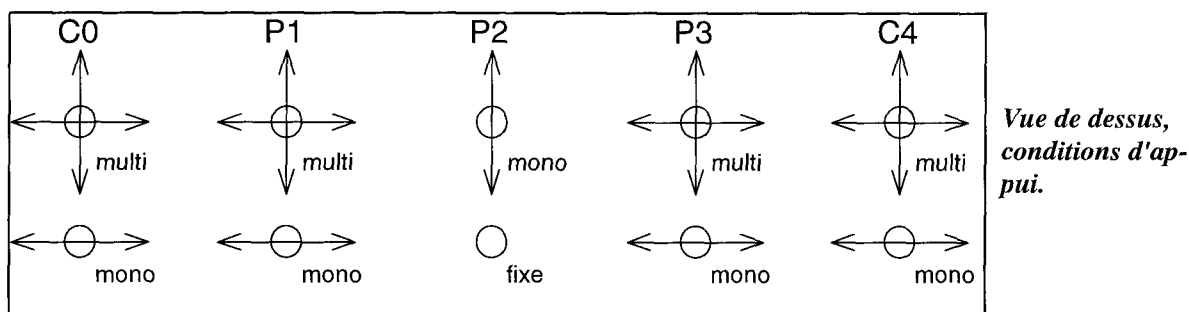 C0 P1 P2 P3 C4
multi multi mono multi multi
mono mono fixe mono mono
Vue de dessus,
conditions d'ap-
pui.